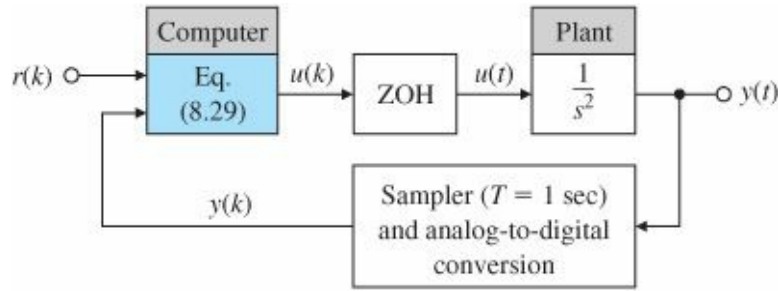 Computer
Plant
r(k)
Eq.
(8.29)
u(k)
ZOH
u(t)
1
s²
y(t)
y(k)
Sampler (T = 1 sec)
and analog-to-digital
conversion